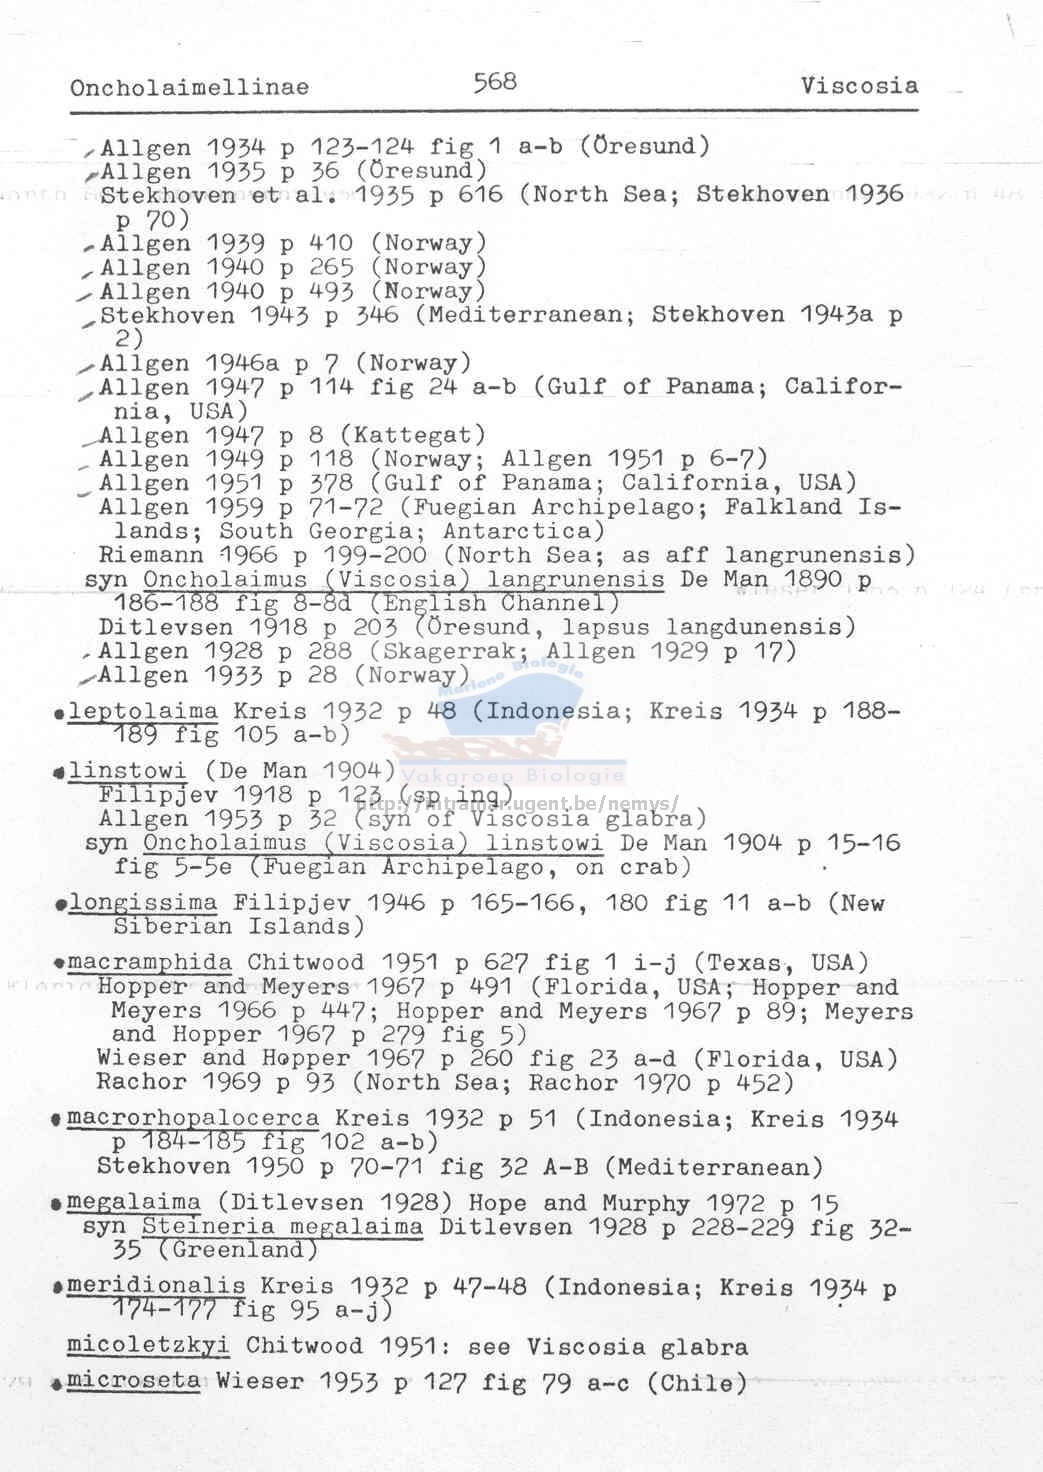 Oncholaimellinae 568 Viscosia
Allgen 1934 p 123-124 fig 1 a-b (Öresund)
Allgen 1935 p 36 (Öresund)
Stekhoven et al. 1935 p 616 (North Sea; Stekhoven 1936
p 70)
Allgen 1939 p 410 (Norway)
Allgen 1940 p 265 (Norway)
Allgen 1940 p 493 (Norway)
Stekhoven 1943 p 346 (Mediterranean; Stekhoven 1943a p
2)
Allgen 1946a p 7 (Norway)
Allgen 1947 p 114 fig 24 a-b (Gulf of Panama; Califor-
nia, USA)
Allgen 1947 p 8 (Kattegat)
Allgen 1949 p 118 (Norway; Allgen 1951 p 6-7)
Allgen 1951 p 378 (Gulf of Panama; California, USA)
Allgen 1959 p 71-72 (Fuegian Archipelago; Falkland Is-
lands; South Georgia; Antarctica)
Riemann 1966 p 199-200 (North Sea; as aff langrunensis)
syn Oncholaimus (Viscosia) langrunensis De Man 1890 p
186-188 fig 8-8d (English Channel)
Ditlevsen 1918 p 203 (Öresund, lapsus langdunensis)
Allgen 1928 p 288 (Skagerrak; Allgen 1929 p 17)
Allgen 1933 p 28 (Norway)
Marlene Biologie
leptolaima Kreis 1932 p 48 (Indonesia; Kreis 1934 p 188-
189 fig 105 a-b)
linstowi (De Man 1904)
Vakgroep Biologie
Filipjev 1918 p 123 (sp inq)
http://intramar.ugent.be/nemys/
Allgen 1953 p 32 (syn of Viscosia glabra)
syn Oncholaimus (Viscosia) linstowi De Man 1904 p 15-16
fig 5-5e (Fuegian Archipelago, on crab)
longissima Filipjev 1946 p 165-166, 180 fig 11 a-b (New
Siberian Islands)
macramphida Chitwood 1951 p 627 fig 1 i-j (Texas, USA)
Hopper and Meyers 1967 p 491 (Florida, USA; Hopper and
Meyers 1966 p 447; Hopper and Meyers 1967 p 89; Meyers
and Hopper 1967 p 279 fig 5)
Wieser and Hopper 1967 p 260 fig 23 a-d (Florida, USA)
Rachor 1969 p 93 (North Sea; Rachor 1970 p 452)
macrorhopalocerca Kreis 1932 p 51 (Indonesia; Kreis 1934
p 184-185 fig 102 a-b)
Stekhoven 1950 p 70-71 fig 32 A-B (Mediterranean)
megalaima (Ditlevsen 1928) Hope and Murphy 1972 p 15
syn Steineria megalaima Ditlevsen 1928 p 228-229 fig 32-
35 (Greenland)
meridionalis Kreis 1932 p 47-48 (Indonesia; Kreis 1934 p
174-177 fig 95 a-j)
micoletzkyi Chitwood 1951: see Viscosia glabra
microseta Wieser 1953 p 127 fig 79 a-c (Chile)